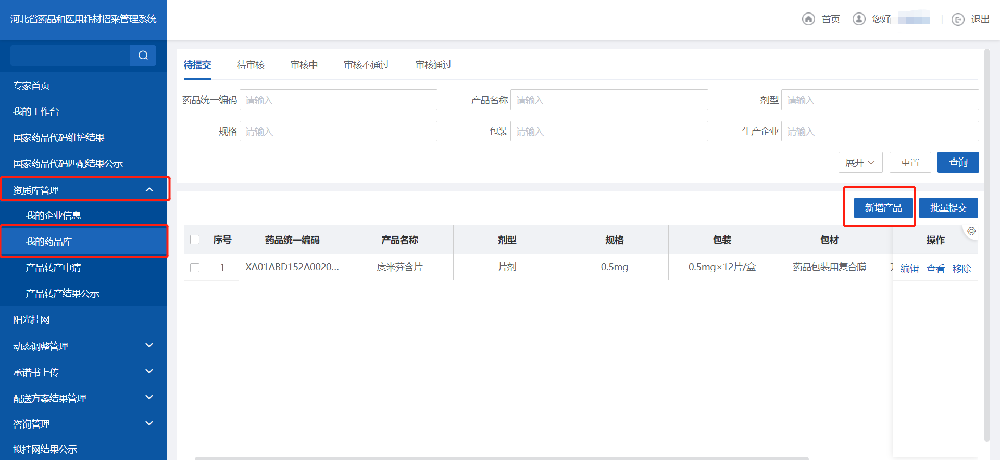 河北省药品和医用耗材招采管理系统
首页
您好
退出
专家首页
我的工作台
国家药品代码维护结果
国家药品代码匹配结果公示
资质库管理
我的企业信息
我的药品库
产品转产申请
产品转产结果公示
阳光挂网
动态调整管理
承诺书上传
配送方案结果管理
咨询管理
拟挂网结果公示
待提交 待审核 审核中 审核不通过 审核通过
药品统一编码 请输入 产品名称 请输入 剂型 请输入
规格 请输入 包装 请输入 生产企业 请输入
展开 重置 查询
新增产品 批量提交
序号 药品统一编码 产品名称 剂型 规格 包装 包材 操作
1 XA01ABD152A0020... 度米芬含片 片剂 0.5mg 0.5mg×12片/盒 药品包装用复合膜 编辑 查看 移除